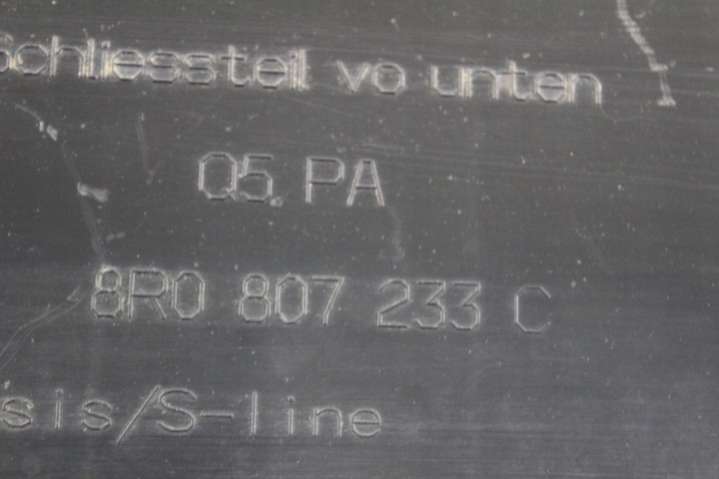 Schliessteil vo unten
Q5 PA
8R0 807 233 C
sis/S-line